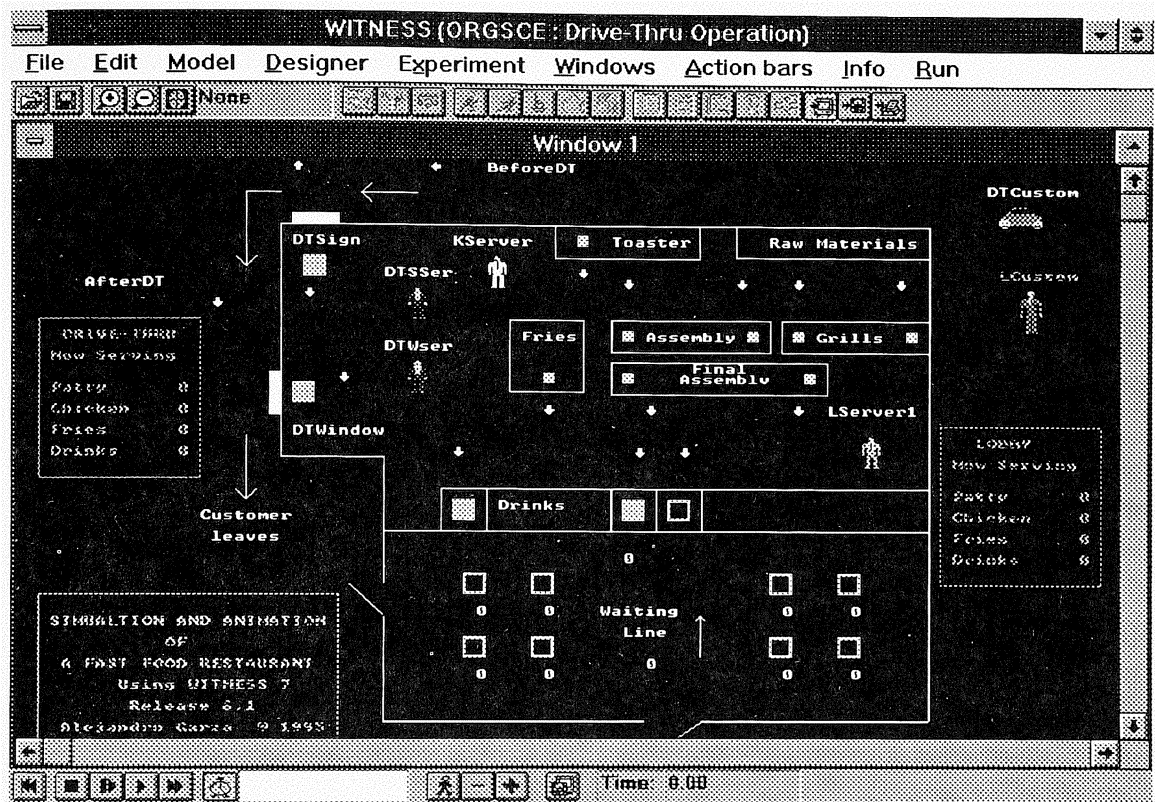 WITNESS (ORGSCE : Drive-Thru Operation)
File Edit Model Designer Experiment Windows Action bars Info Run
None
Window 1
BeforeDT
DTCustom
DTSign
KServer
Toaster
Raw Materials
AfterDT
DTSSer
LCustom
DRIVE-THRU
Now Serving
Patty 0
Chicken 0
Fries 0
Drinks 0
DTWser
Fries
Assembly
Grills
Final
Assembly
LServer1
DTWindow
LOBBY
Now Serving
Patty 0
Chicken 0
Fries 0
Drinks 0
Customer
leaves
Drinks
0
0 0
Waiting
Line
0 0
0 0
0
0 0
SIMUALTION AND ANIMATION
OF
A FAST FOOD RESTAURANT
Using WITNESS 7
Release 6.1
Alejandro Garza @ 1995
Time: 0.00